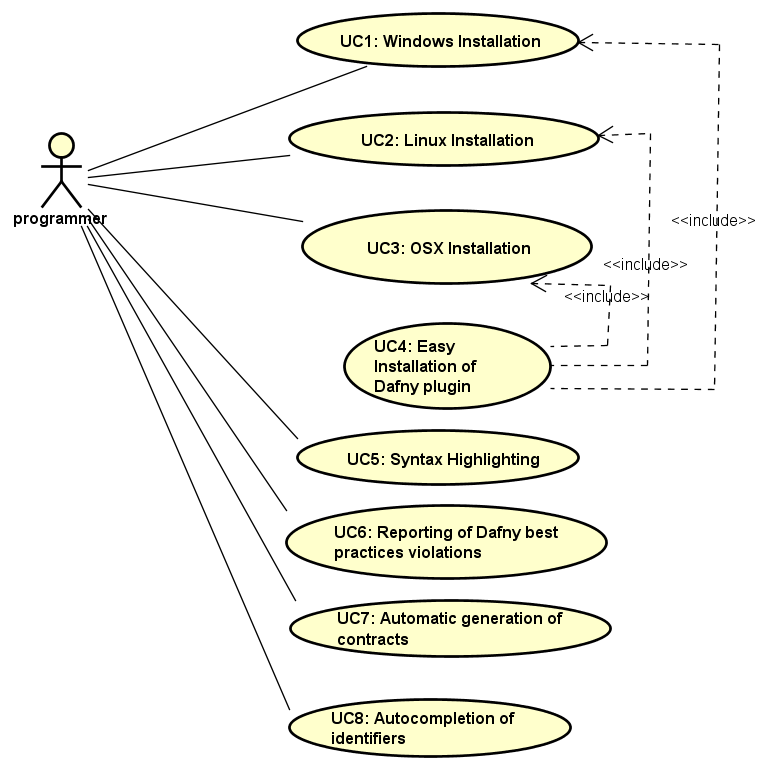 UC1: Windows Installation
UC2: Linux Installation
programmer
<<include>>
UC3: OSX Installation
<<include>>
<<include>>
UC4: Easy
Installation of
Dafny plugin
UC5: Syntax Highlighting
UC6: Reporting of Dafny best
practices violations
UC7: Automatic generation of
contracts
UC8: Autocompletion of
identifiers